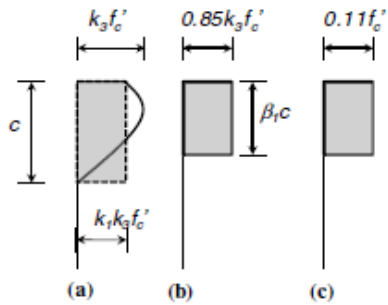 k₃f꜀' 0.85k₃f꜀' 0.11f꜀'
c β₁c
k₁k₃f꜀'
(a) (b) (c)